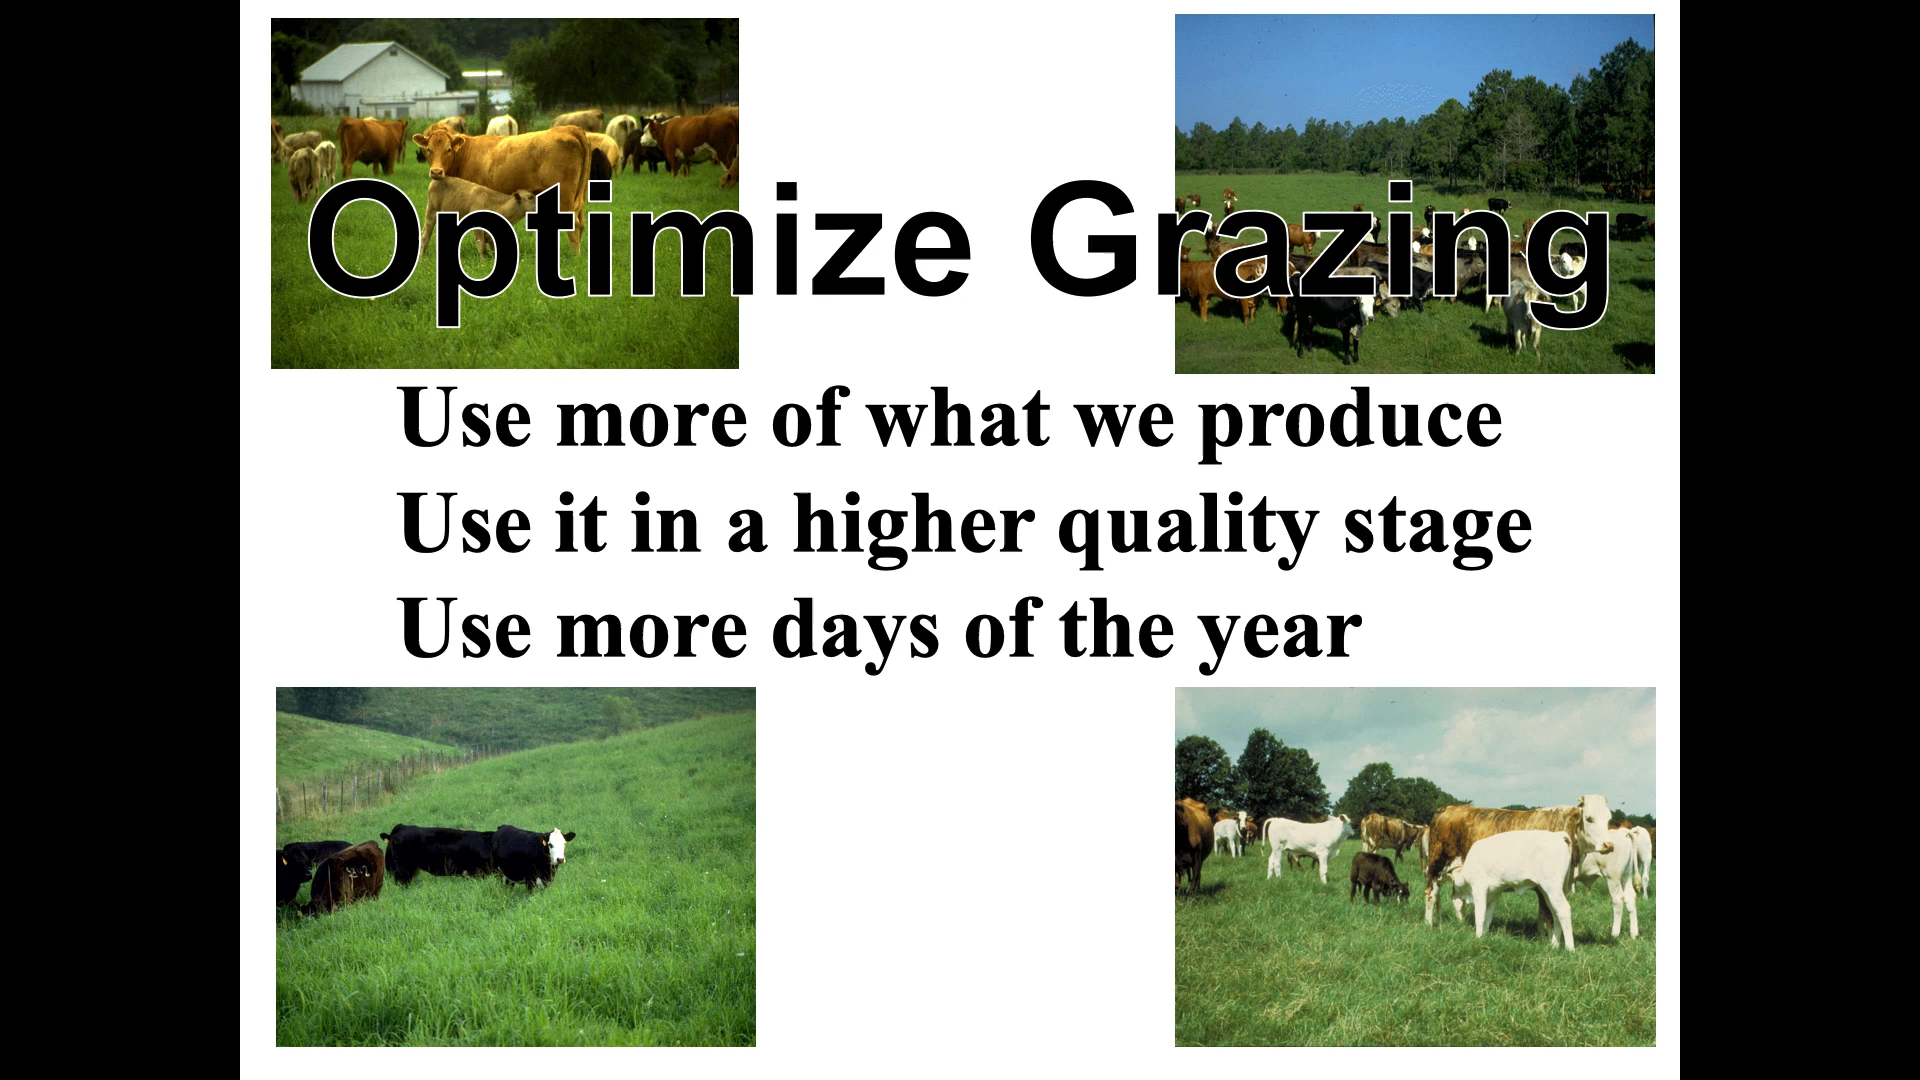 Optimize Grazing
Use more of what we produce
Use it in a higher quality stage
Use more days of the year